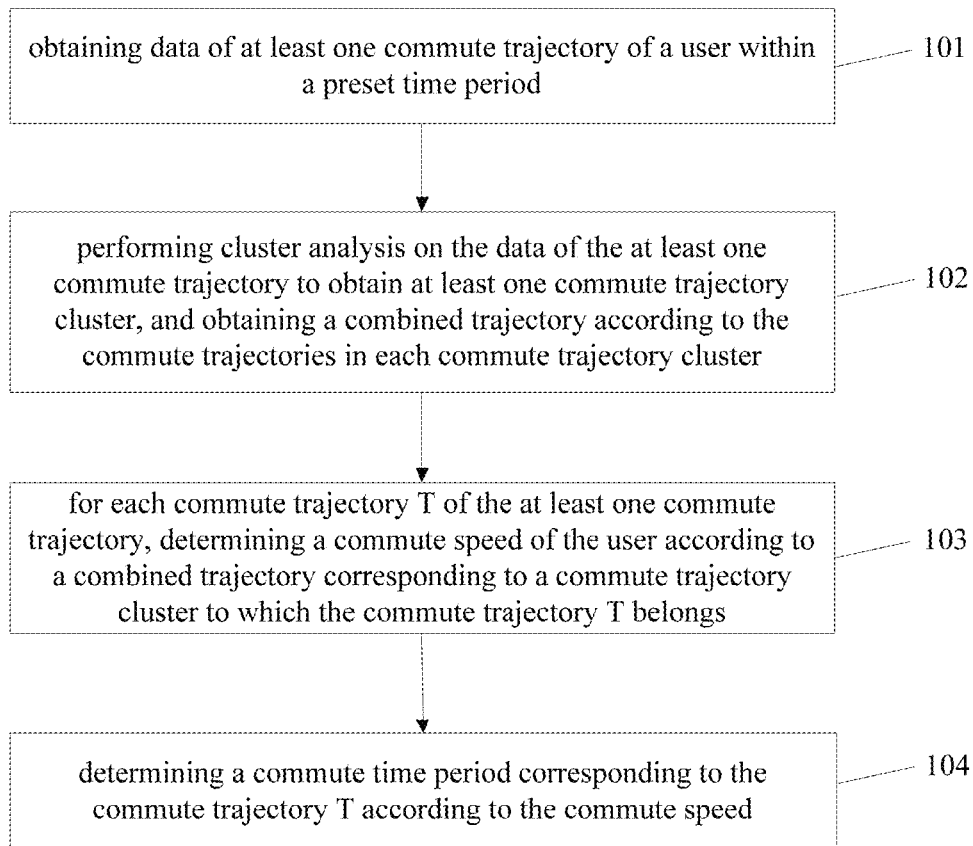 obtaining data of at least one commute trajectory of a user within
a preset time period
101
performing cluster analysis on the data of the at least one
commute trajectory to obtain at least one commute trajectory
cluster, and obtaining a combined trajectory according to the
commute trajectories in each commute trajectory cluster
102
for each commute trajectory T of the at least one commute
trajectory, determining a commute speed of the user according to
a combined trajectory corresponding to a commute trajectory
cluster to which the commute trajectory T belongs
103
determining a commute time period corresponding to the
commute trajectory T according to the commute speed
104